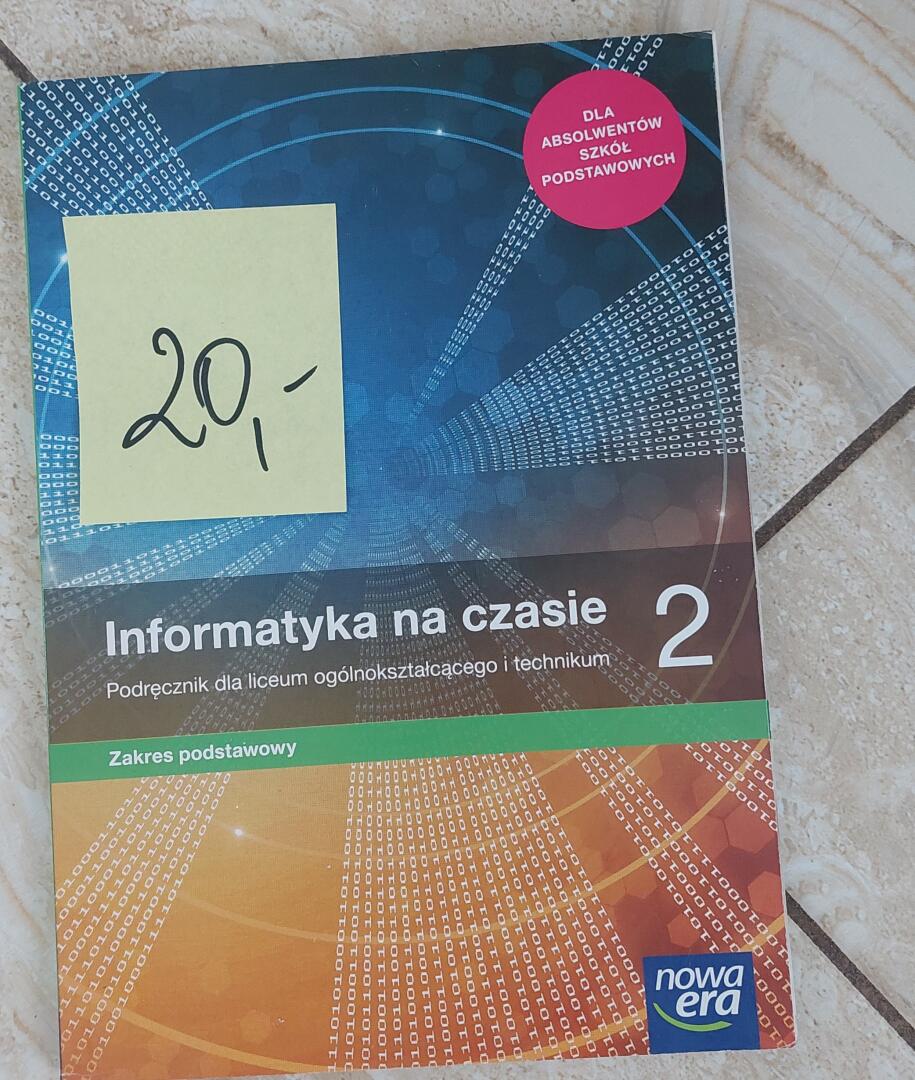 DLA
ABSOLWENTÓW
SZKÓŁ
PODSTAWOWYCH
20,-
Informatyka na czasie 2
Podręcznik dla liceum ogólnokształcącego i technikum
Zakres podstawowy
nowa
era